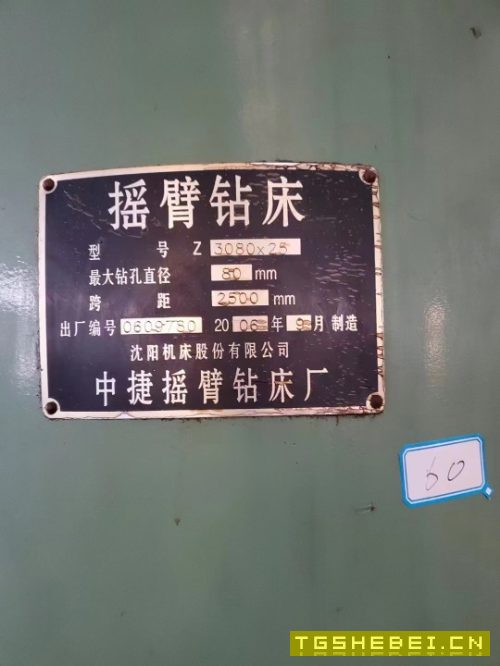 摇臂钻床
型 号 Z 3080×25
最大钻孔直径 80 mm
跨 距 2500 mm
出厂编号 0609780 2006年9月制造
沈阳机床股份有限公司
中捷摇臂钻床厂
60
TGSHEBEI.CN